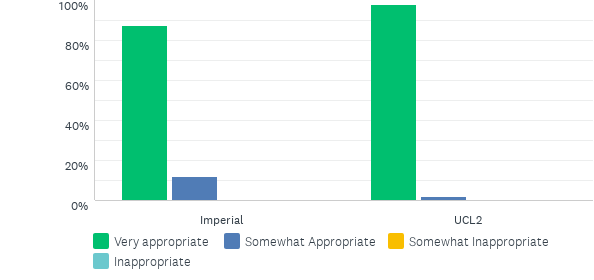 100%
80%
60%
40%
20%
0%
Imperial
UCL2
Very appropriate
Somewhat Appropriate
Somewhat Inappropriate
Inappropriate